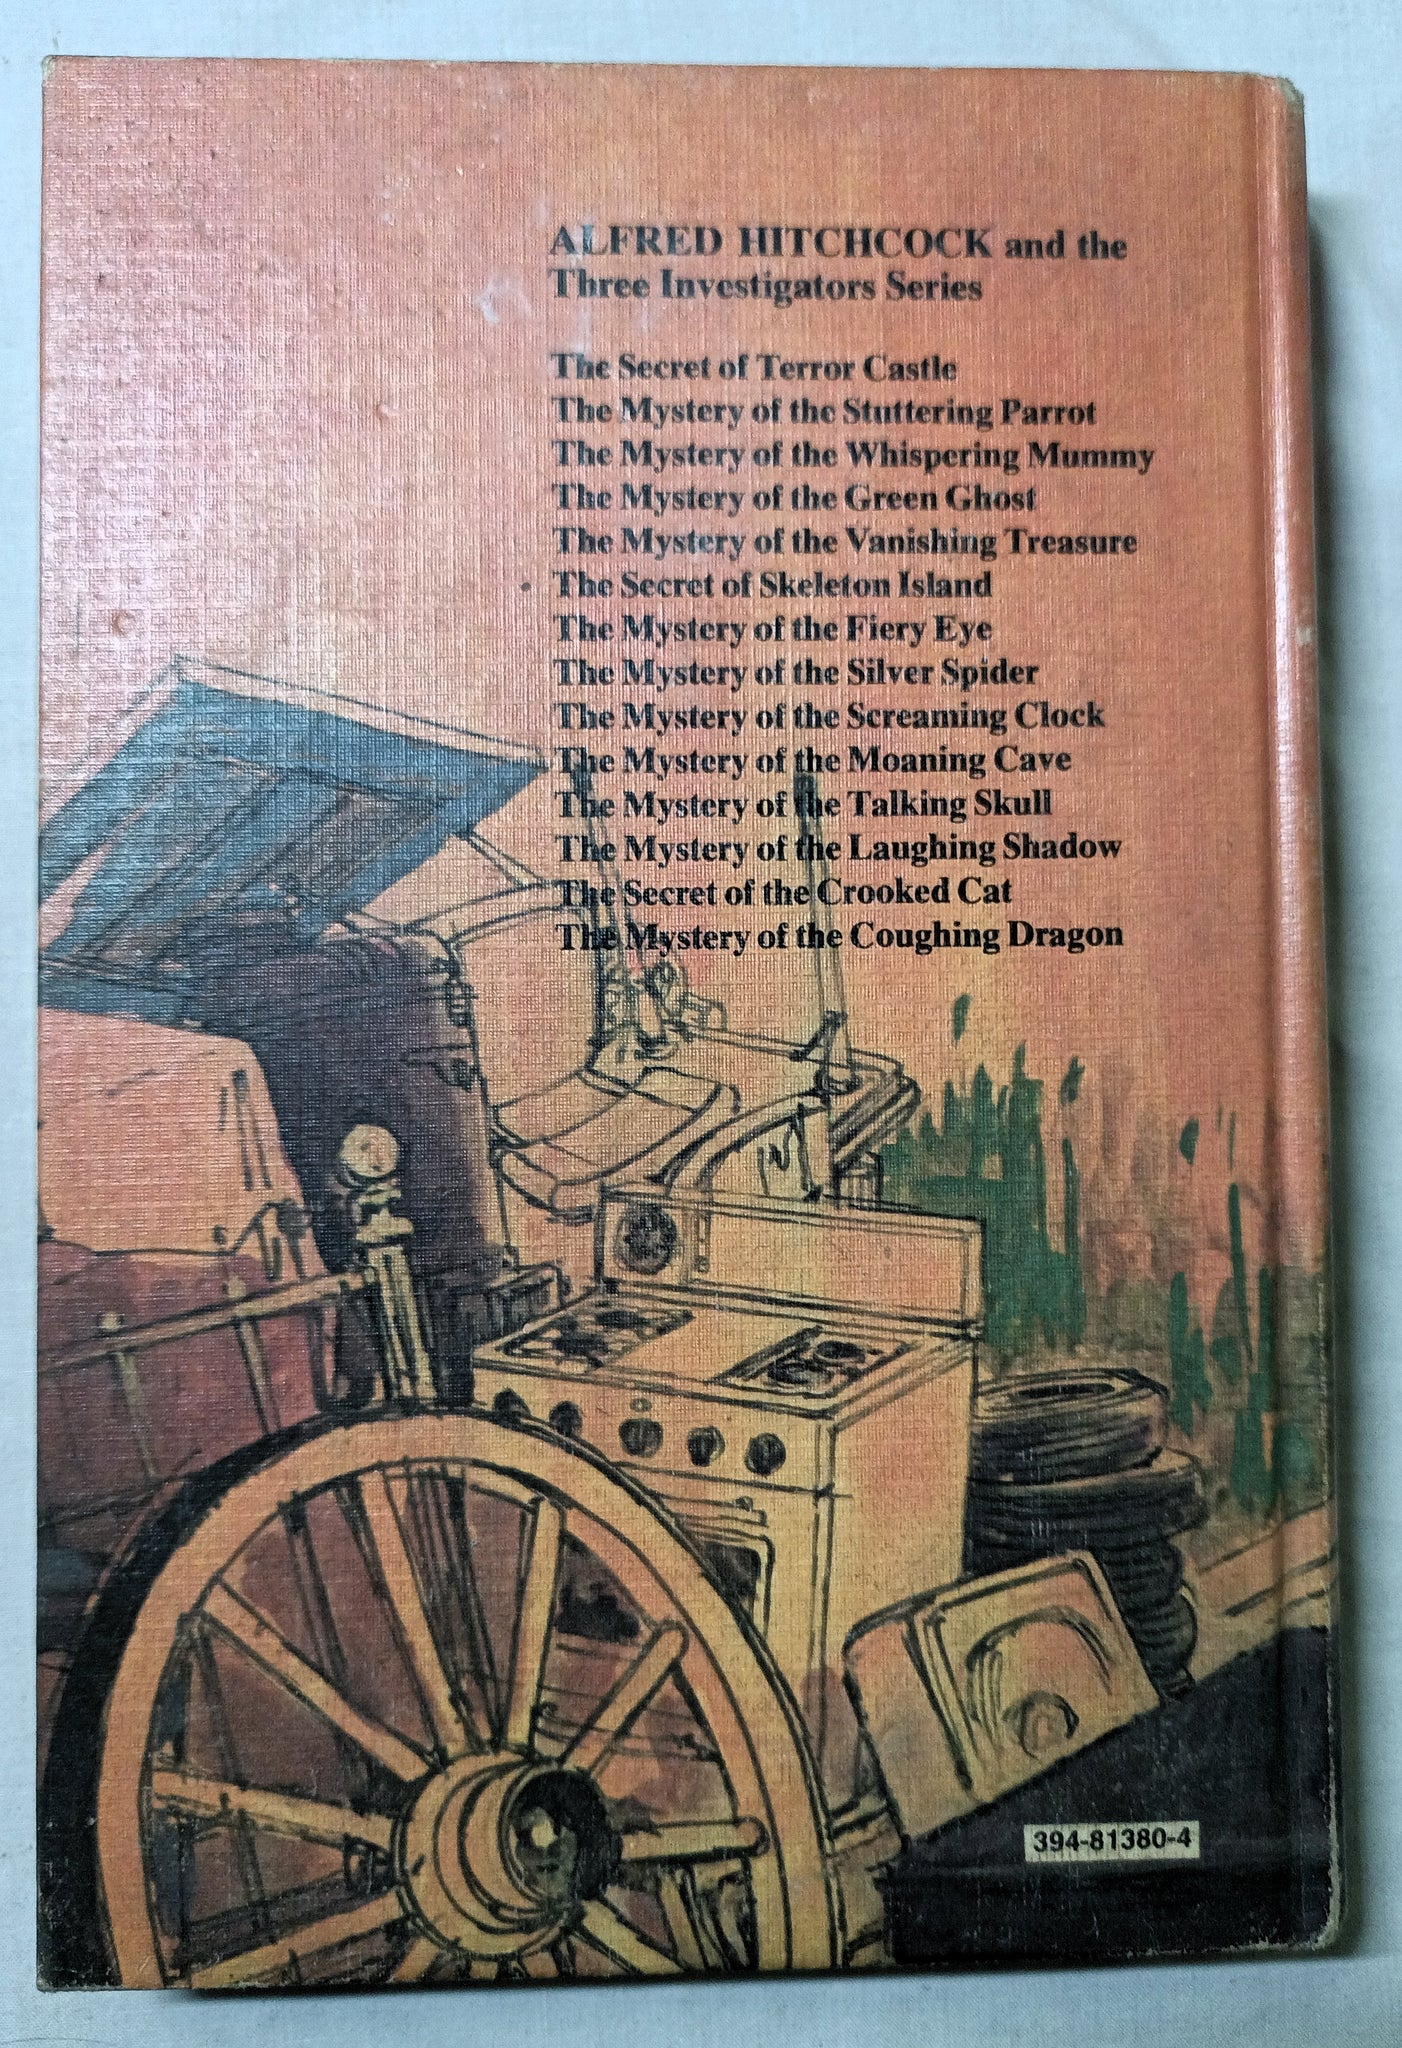 ALFRED HITCHCOCK and the
Three Investigators Series
The Secret of Terror Castle
The Mystery of the Stuttering Parrot
The Mystery of the Whispering Mummy
The Mystery of the Green Ghost
The Mystery of the Vanishing Treasure
The Secret of Skeleton Island
The Mystery of the Fiery Eye
The Mystery of the Silver Spider
The Mystery of the Screaming Clock
The Mystery of the Moaning Cave
The Mystery of the Talking Skull
The Mystery of the Laughing Shadow
The Secret of the Crooked Cat
The Mystery of the Coughing Dragon
394-81380-4